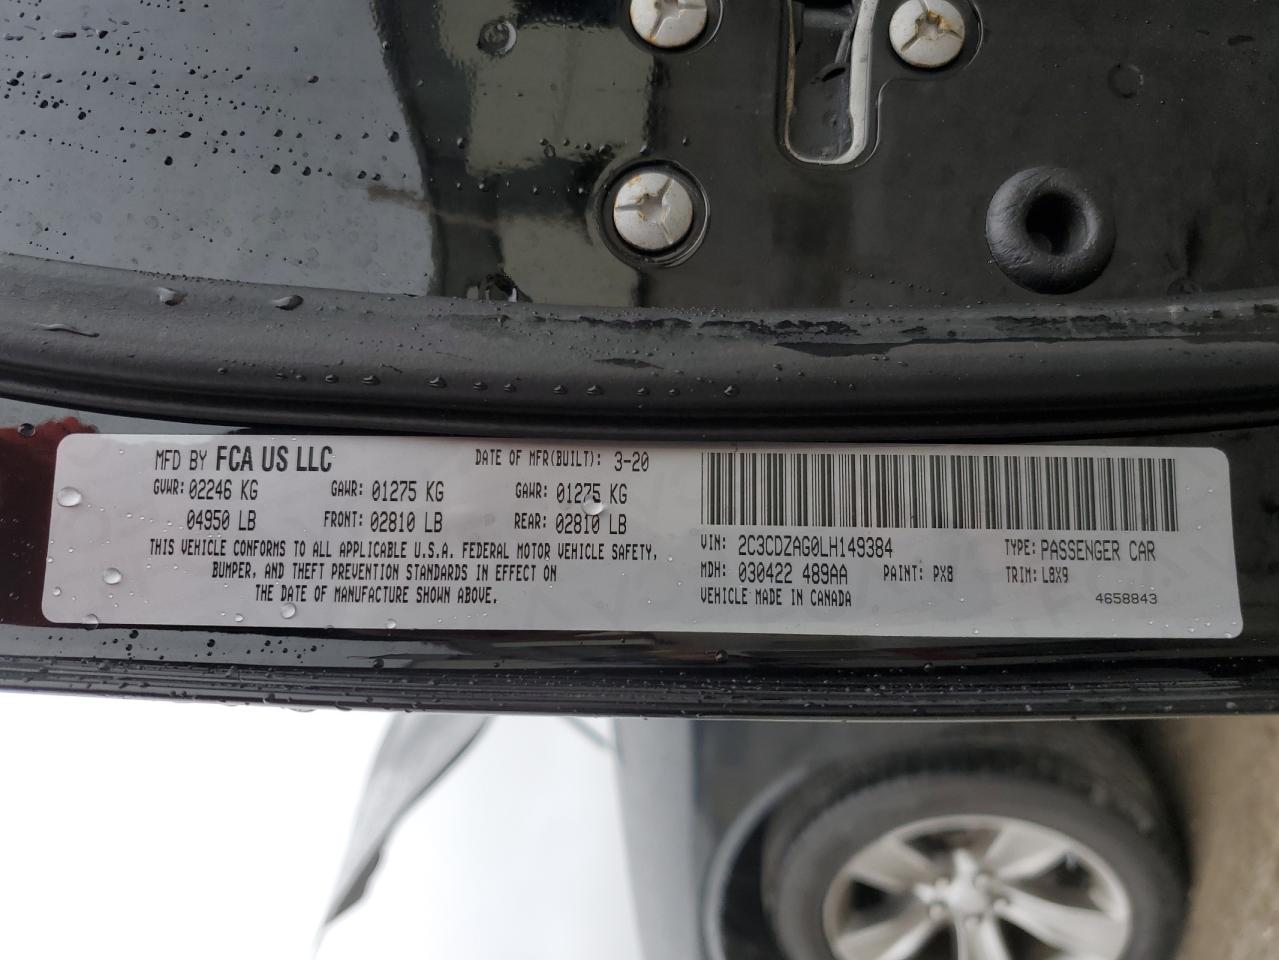 MFD BY FCA US LLC DATE OF MFR(BUILT): 3-20
GVWR: 02246 KG GAWR: 01275 KG GAWR: 01275 KG
04950 LB FRONT: 02810 LB REAR: 02810 LB
THIS VEHICLE CONFORMS TO ALL APPLICABLE U.S.A. FEDERAL MOTOR VEHICLE SAFETY,
BUMPER, AND THEFT PREVENTION STANDARDS IN EFFECT ON
THE DATE OF MANUFACTURE SHOWN ABOVE.
VIN: 2C3CDZAG0LH149384 TYPE: PASSENGER CAR
MDH: 030422 489AA PAINT: PX8 TRIM: L8X9
VEHICLE MADE IN CANADA 4658843